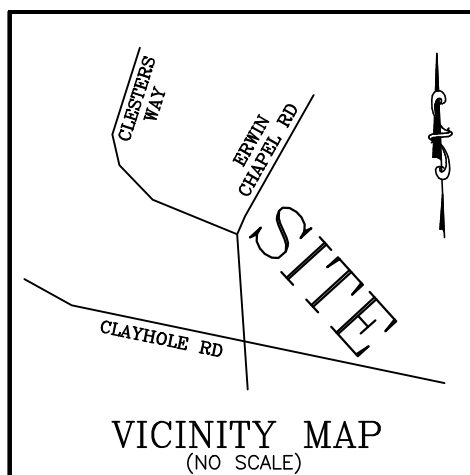 CLESTERS
WAY
ERWIN
CHAPEL RD
SITE
CLAYHOLE RD
VICINITY MAP
(NO SCALE)